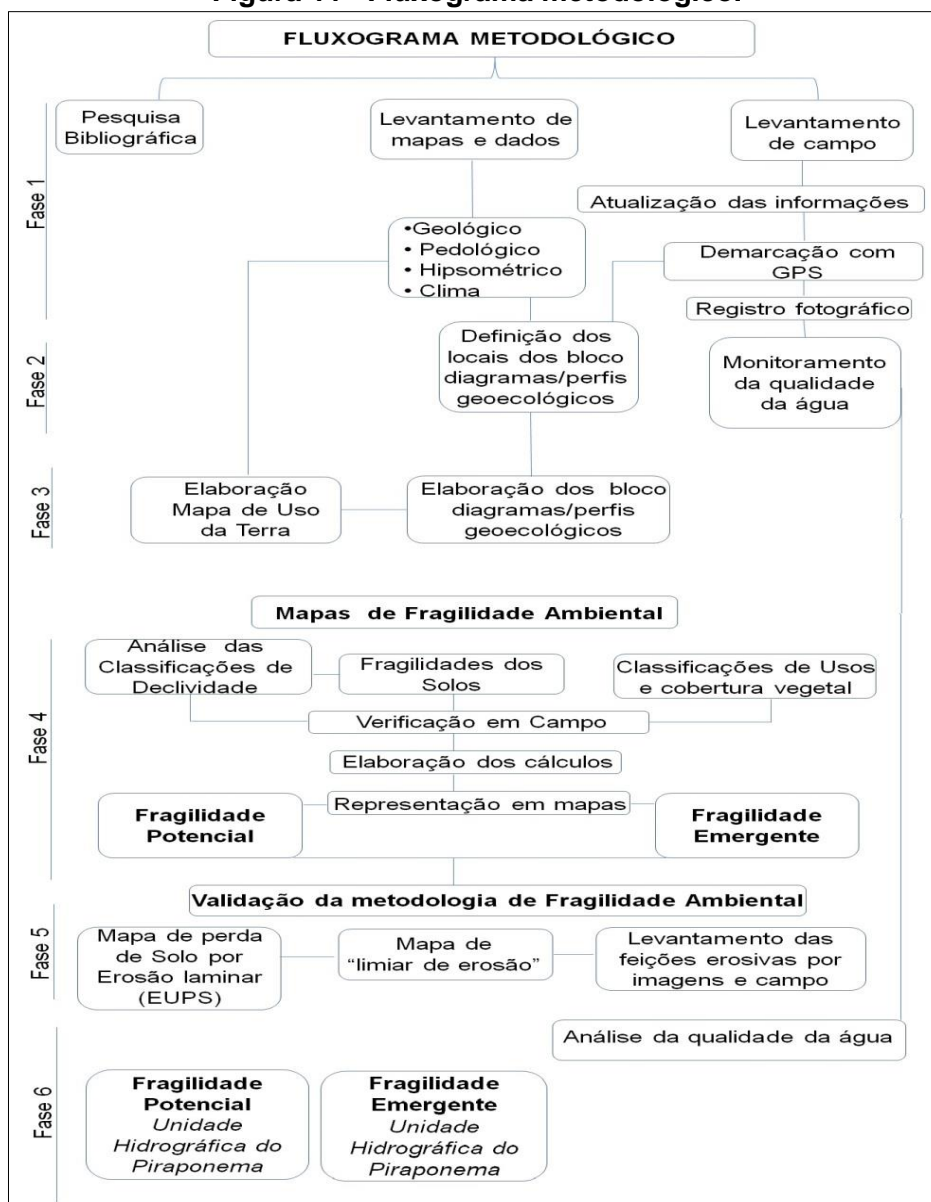 Figura 11 - Fluxograma metodológico.
FLUXOGRAMA METODOLÓGICO
Fase 1
Pesquisa
Bibliográfica
Levantamento de
mapas e dados
Levantamento
de campo
Atualização das informações
•Geológico
• Pedológico
• Hipsométrico
• Clima
Demarcação com
GPS
Registro fotográfico
Fase 2
Definição dos
locais dos bloco
diagramas/perfis
geoecológicos
Monitoramento
da qualidade
da água
Fase 3
Elaboração
Mapa de Uso
da Terra
Elaboração dos bloco
diagramas/perfis
geoecológicos
Mapas de Fragilidade Ambiental
Fase 4
Análise das
Classificações de
Declividade
Fragilidades dos
Solos
Classificações de Usos
e cobertura vegetal
Verificação em Campo
Elaboração dos cálculos
Representação em mapas
Fragilidade
Potencial
Fragilidade
Emergente
Validação da metodologia de Fragilidade Ambiental
Fase 5
Mapa de perda
de Solo por
Erosão laminar
(EUPS)
Mapa de
“limiar de erosão”
Levantamento das
feições erosivas por
imagens e campo
Análise da qualidade da água
Fase 6
Fragilidade
Potencial
Unidade
Hidrográfica do
Piraponema
Fragilidade
Emergente
Unidade
Hidrográfica do
Piraponema